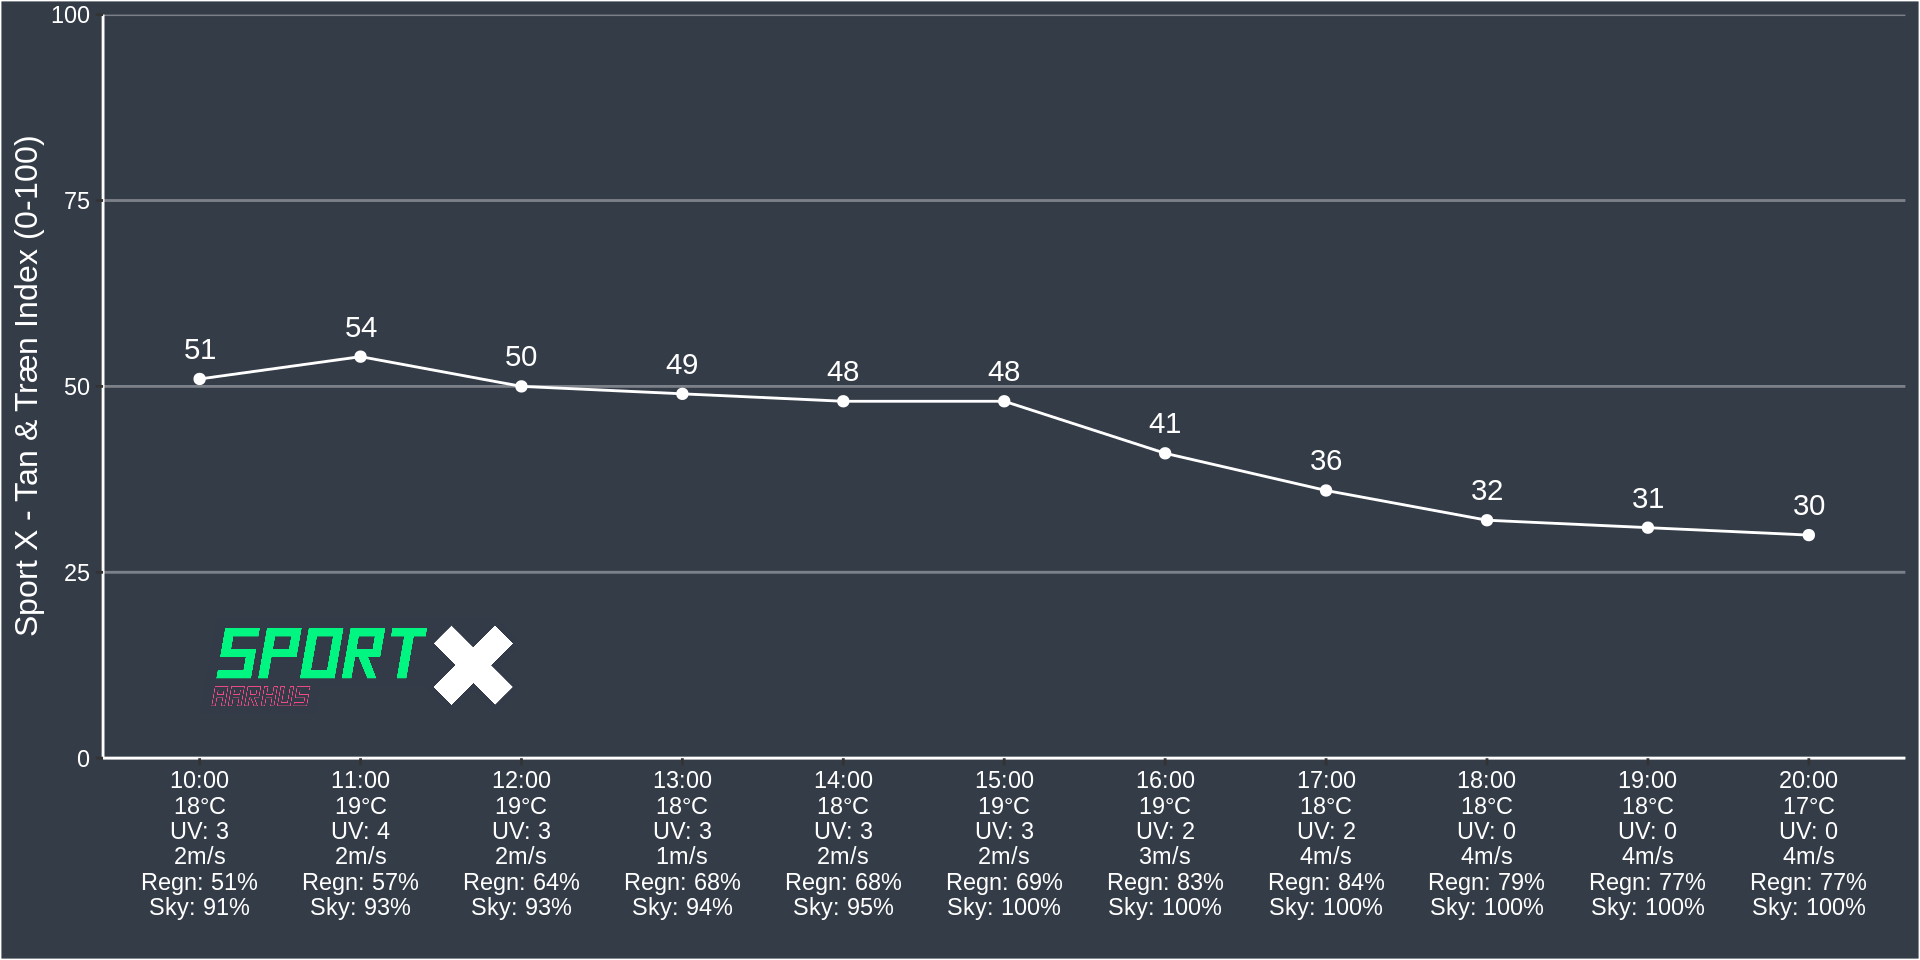 Sport X - Tan & Træn Index (0-100)
100
75
50
25
0
51
54
50
49
48
48
41
36
32
31
30
SPORT X
AARHUS
10:00
18°C
UV: 3
2m/s
Regn: 51%
Sky: 91%
11:00
19°C
UV: 4
2m/s
Regn: 57%
Sky: 93%
12:00
19°C
UV: 3
2m/s
Regn: 64%
Sky: 93%
13:00
18°C
UV: 3
1m/s
Regn: 68%
Sky: 94%
14:00
18°C
UV: 3
2m/s
Regn: 68%
Sky: 95%
15:00
19°C
UV: 3
2m/s
Regn: 69%
Sky: 100%
16:00
19°C
UV: 2
3m/s
Regn: 83%
Sky: 100%
17:00
18°C
UV: 2
4m/s
Regn: 84%
Sky: 100%
18:00
18°C
UV: 0
4m/s
Regn: 79%
Sky: 100%
19:00
18°C
UV: 0
4m/s
Regn: 77%
Sky: 100%
20:00
17°C
UV: 0
4m/s
Regn: 77%
Sky: 100%